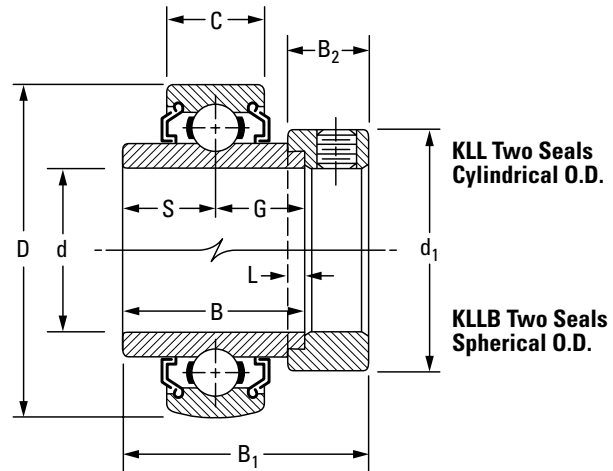 C
B₂
KLL Two Seals
Cylindrical O.D.
S
G
D
d
d₁
L
B
KLLB Two Seals
Spherical O.D.
B₁